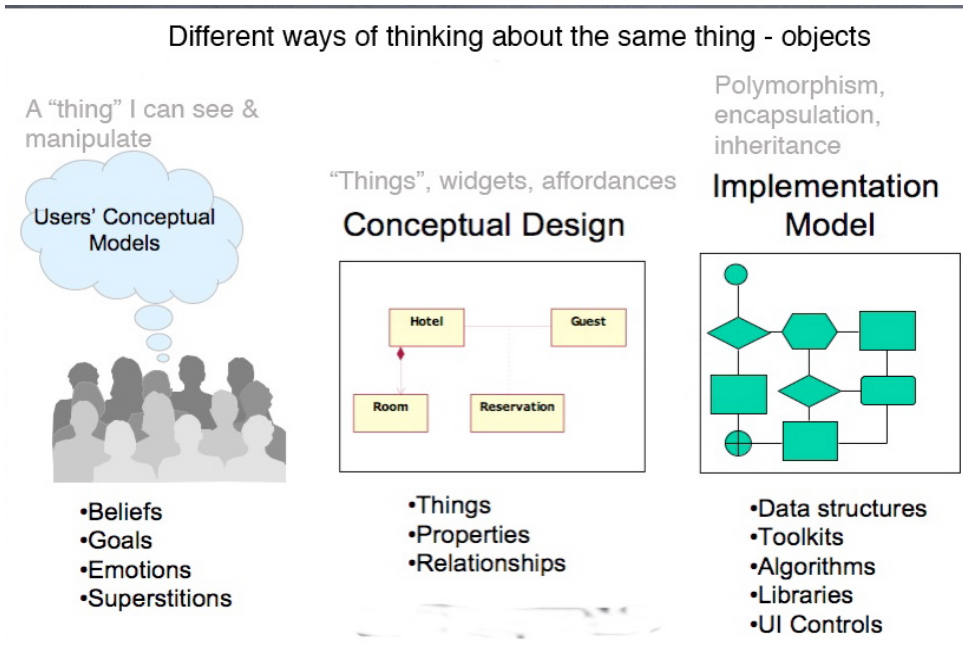 Different ways of thinking about the same thing - objects
A “thing” I can see &
manipulate
Users’ Conceptual
Models
•Beliefs
•Goals
•Emotions
•Superstitions
“Things”, widgets, affordances
Conceptual Design
Hotel
Guest
Room
Reservation
•Things
•Properties
•Relationships
Polymorphism,
encapsulation,
inheritance
Implementation
Model
•Data structures
•Toolkits
•Algorithms
•Libraries
•UI Controls